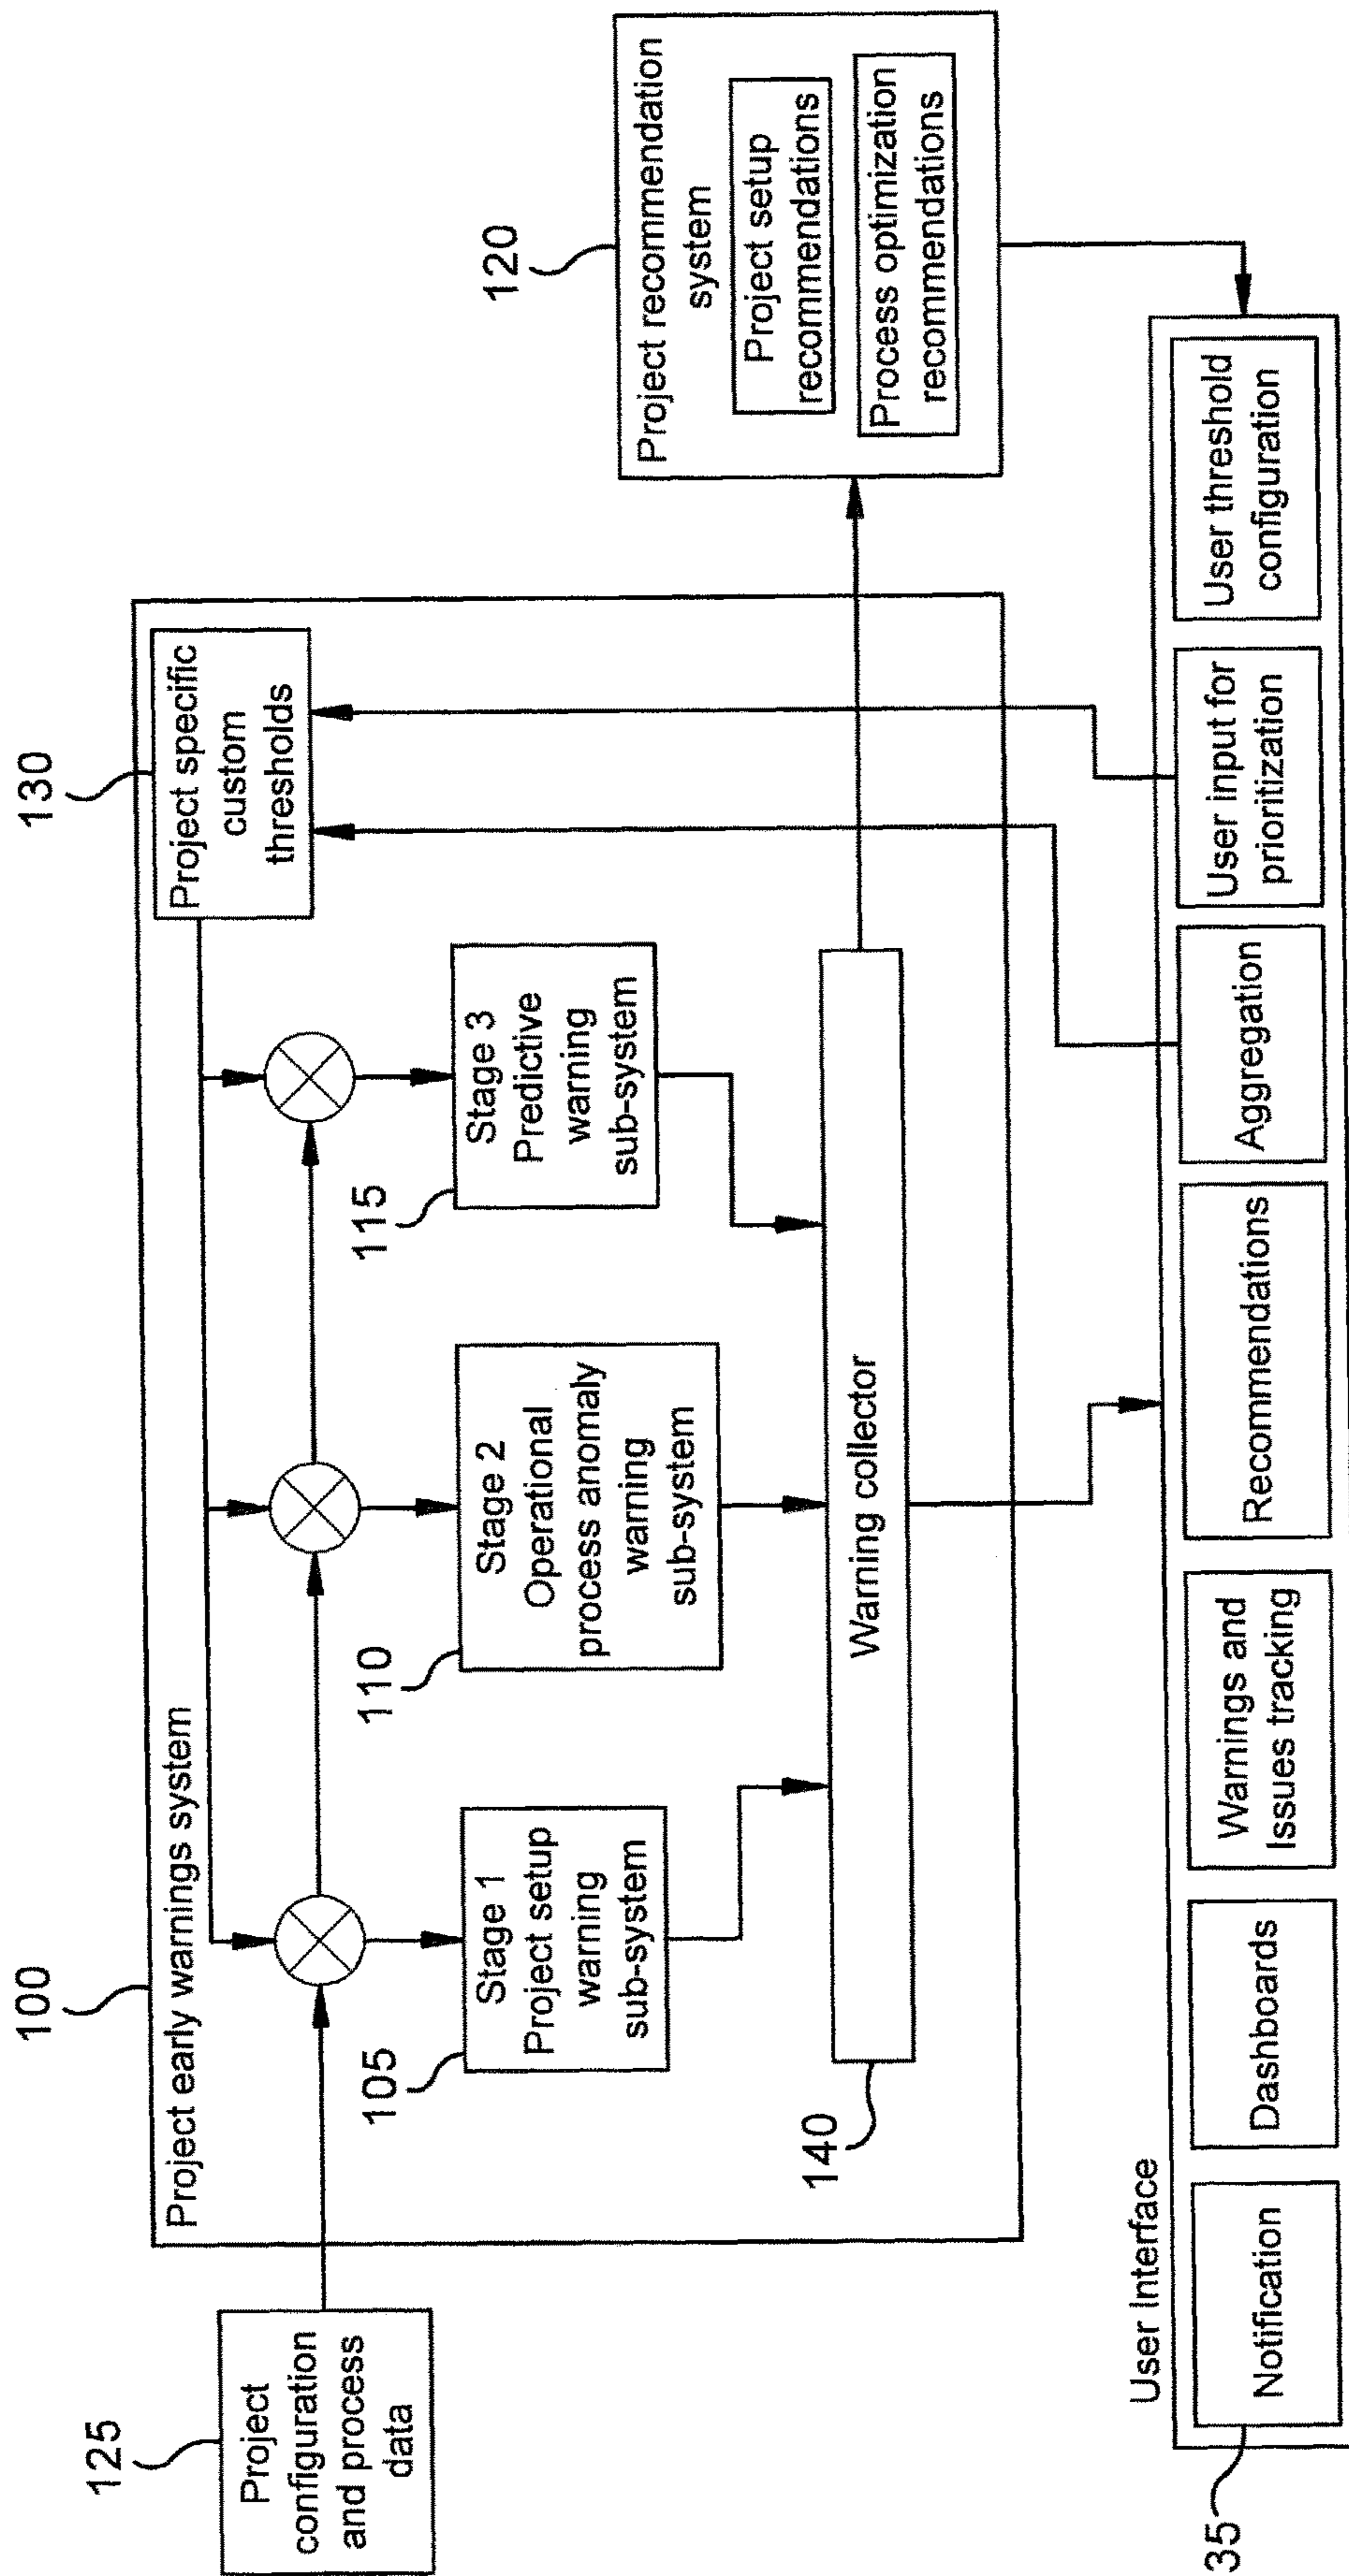 125
Project
configuration
and process
data
100
Project early warnings system
130
Project specific
custom
thresholds
105
Stage 1
Project setup
warning
sub-system
110
Stage 2
Operational
process anomaly
warning
sub-system
115
Stage 3
Predictive
warning
sub-system
140
Warning collector
120
Project recommendation
system
Project setup
recommendations
Process optimization
recommendations
User Interface
35
Notification
Dashboards
Warnings and
Issues tracking
Recommendations
Aggregation
User input for
prioritization
User threshold
configuration